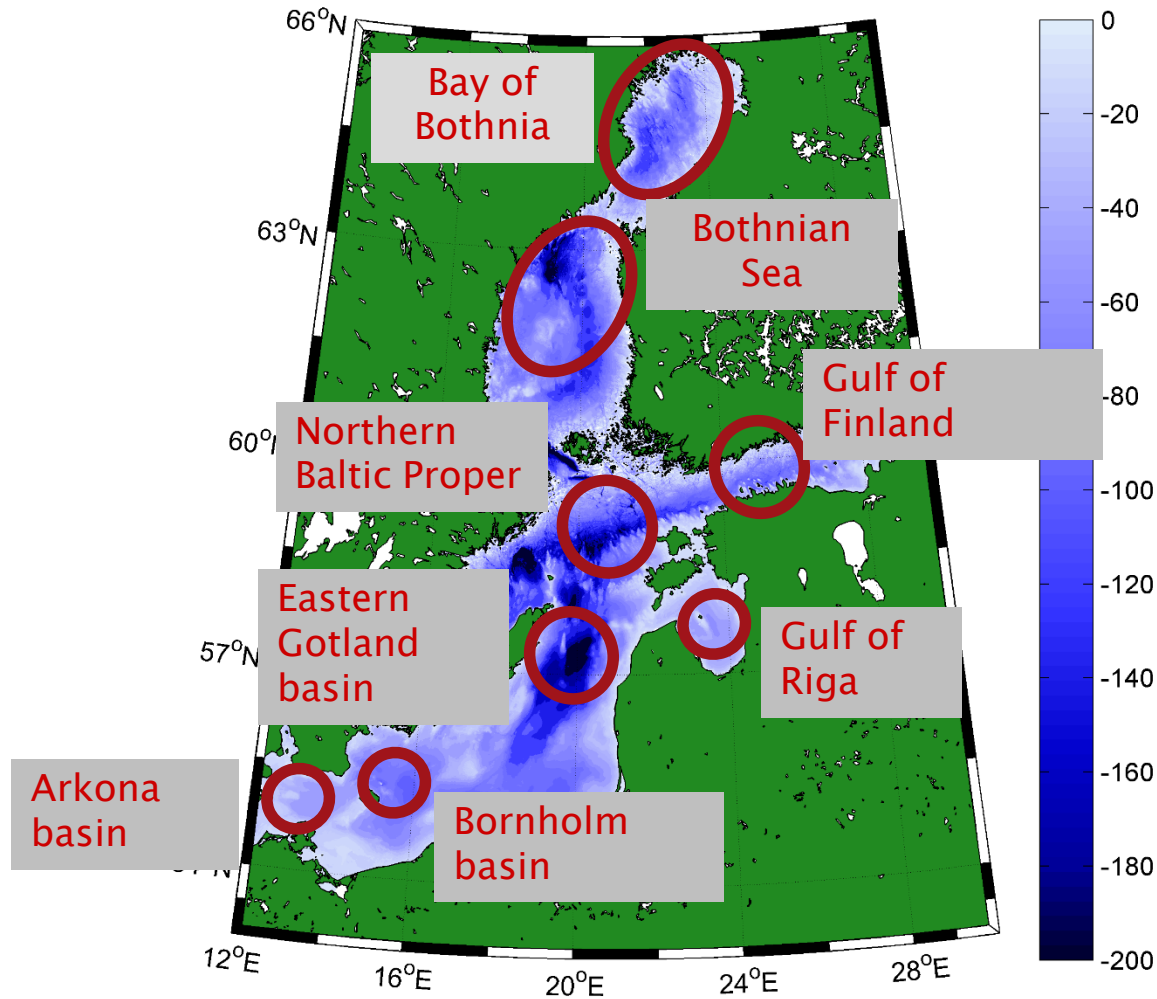 66°N
Bay of
Bothnia
63°N
Bothnian
Sea
Gulf of
Finland
60°
Northern
Baltic Proper
Eastern
Gotland
basin
57°N
Gulf of
Riga
Arkona
basin
Bornholm
basin
12°E
16°E
20°E
24°E
28°E
0
-20
-40
-60
-80
-100
-120
-140
-160
-180
-200